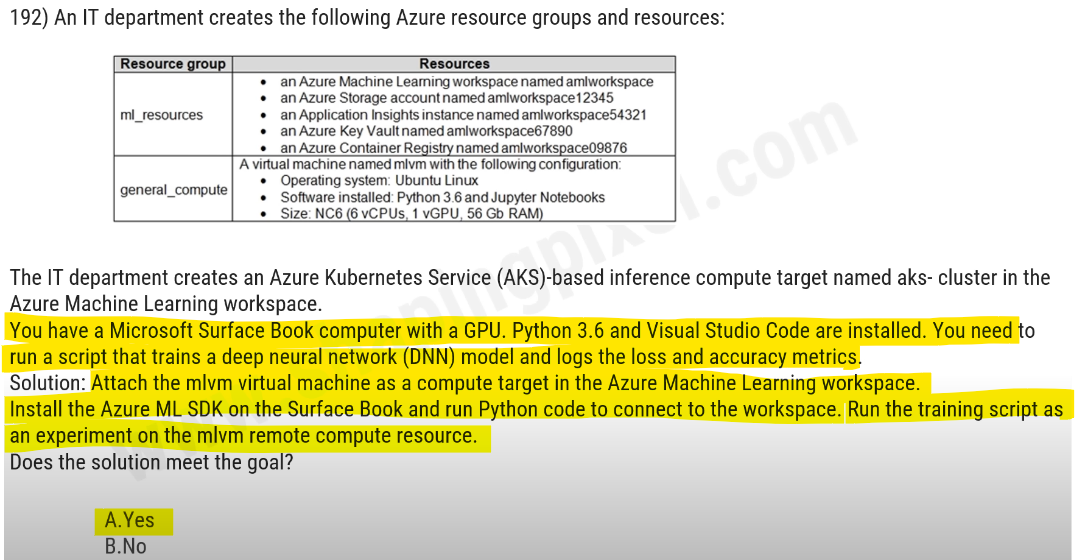 192) An IT department creates the following Azure resource groups and resources:
Resource group Resources
ml_resources
• an Azure Machine Learning workspace named amlworkspace
• an Azure Storage account named amlworkspace12345
• an Application Insights instance named amlworkspace54321
• an Azure Key Vault named amlworkspace67890
• an Azure Container Registry named amlworkspace09876
general_compute
A virtual machine named mlvm with the following configuration:
• Operating system: Ubuntu Linux
• Software installed: Python 3.6 and Jupyter Notebooks
• Size: NC6 (6 vCPUs, 1 vGPU, 56 Gb RAM)
The IT department creates an Azure Kubernetes Service (AKS)-based inference compute target named aks- cluster in the
Azure Machine Learning workspace.
You have a Microsoft Surface Book computer with a GPU. Python 3.6 and Visual Studio Code are installed. You need to
run a script that trains a deep neural network (DNN) model and logs the loss and accuracy metrics.
Solution: Attach the mlvm virtual machine as a compute target in the Azure Machine Learning workspace.
Install the Azure ML SDK on the Surface Book and run Python code to connect to the workspace. Run the training script as
an experiment on the mlvm remote compute resource.
Does the solution meet the goal?
A.Yes
B.No